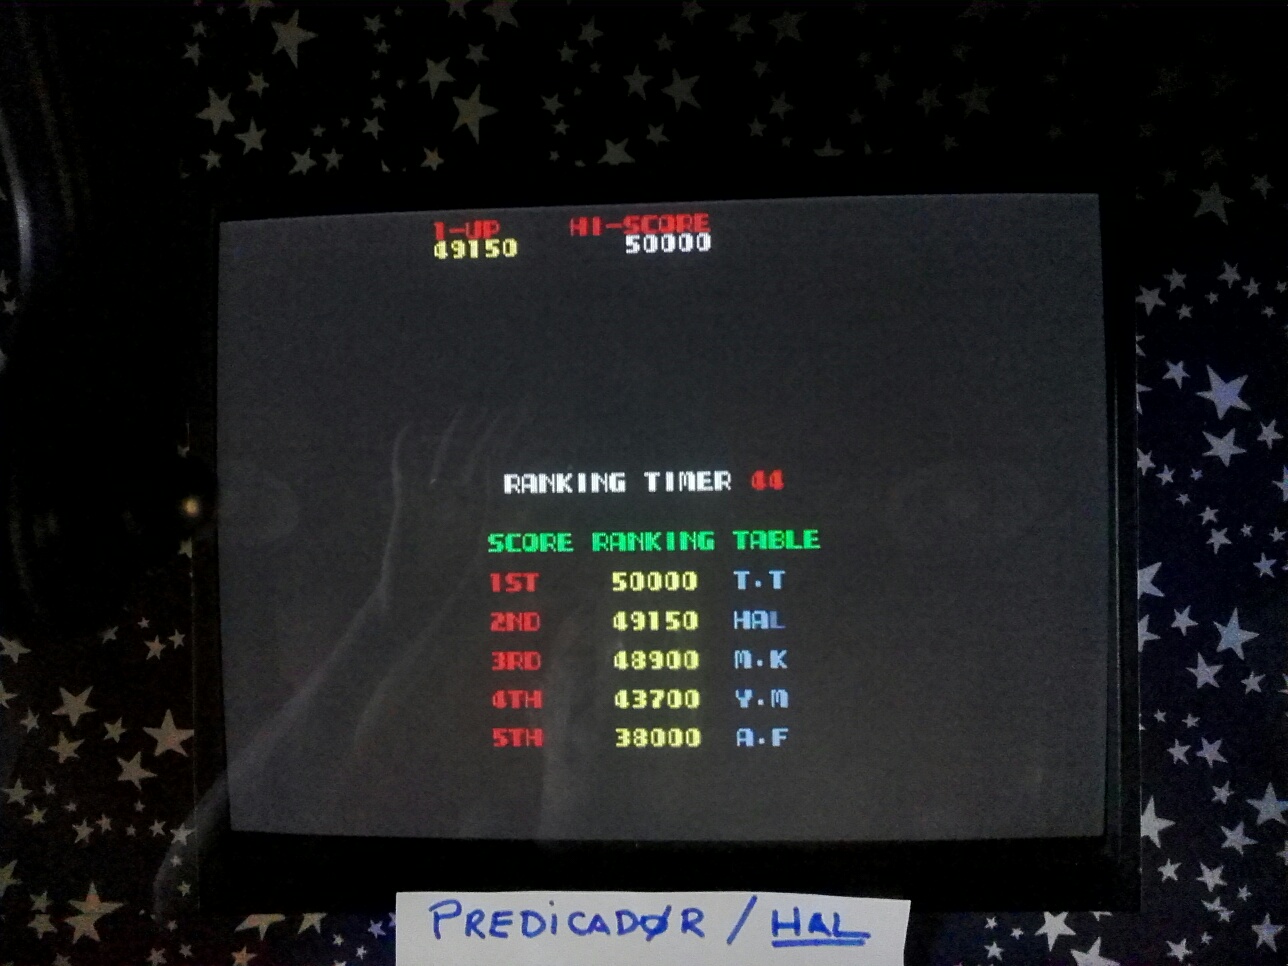 1-UP HI-SCORE
49150 50000
RANKING TIMER 44
SCORE RANKING TABLE
1ST 50000 T.T
2ND 49150 HAL
3RD 48900 M.K
4TH 43700 Y.M
5TH 38000 A.F
PREDiCADØR / HAL